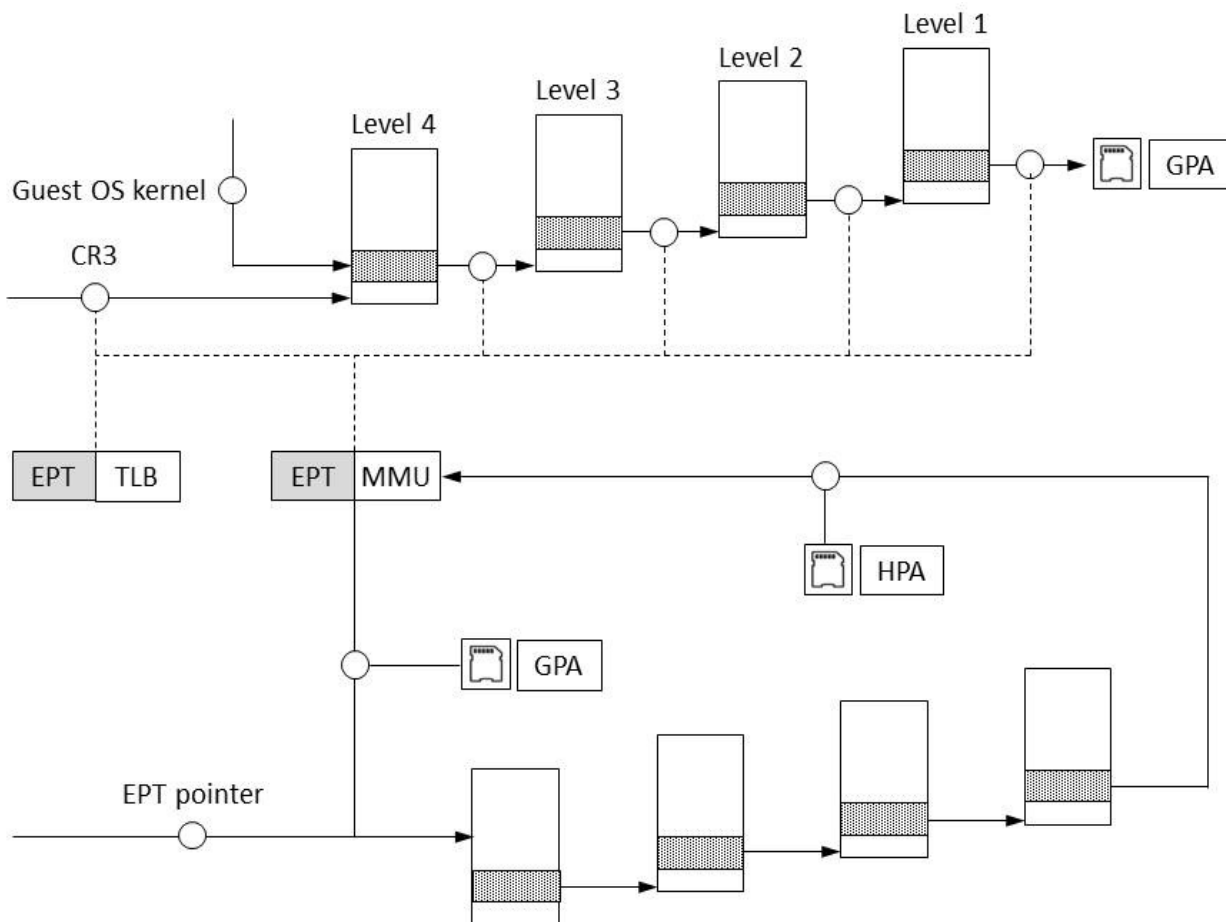 Level 1
Level 2
Level 3
Level 4
GPA
Guest OS kernel
CR3
EPT TLB
EPT MMU
HPA
GPA
EPT pointer